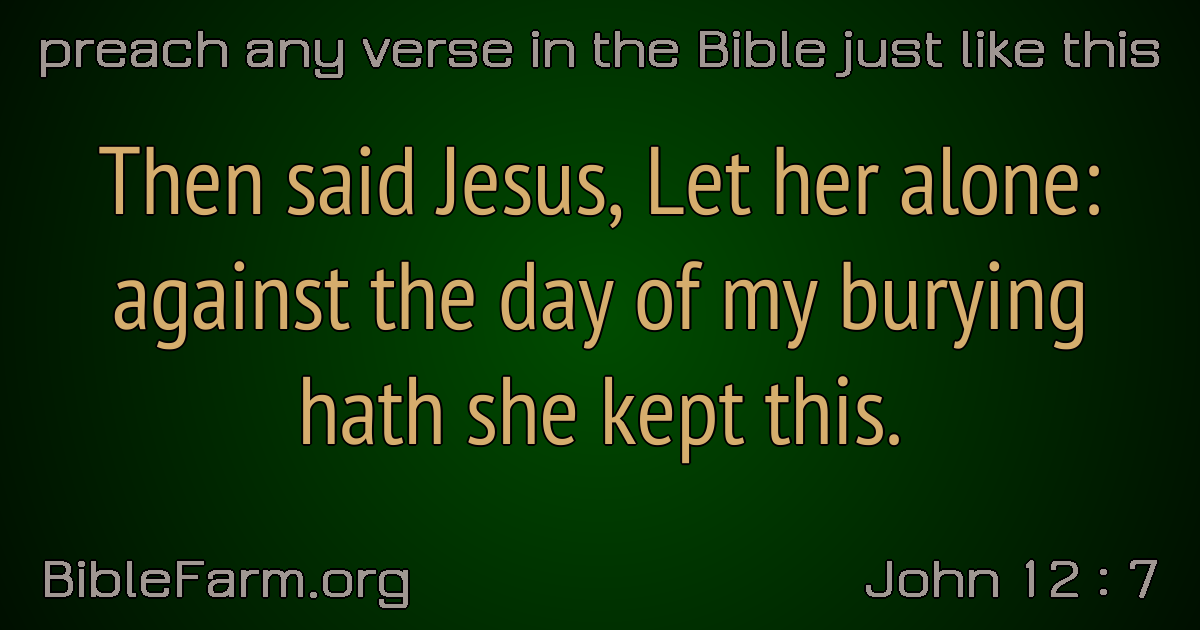 preach any verse in the Bible just like this
Then said Jesus, Let her alone:
against the day of my burying
hath she kept this.
BibleFarm.org
John 12 : 7